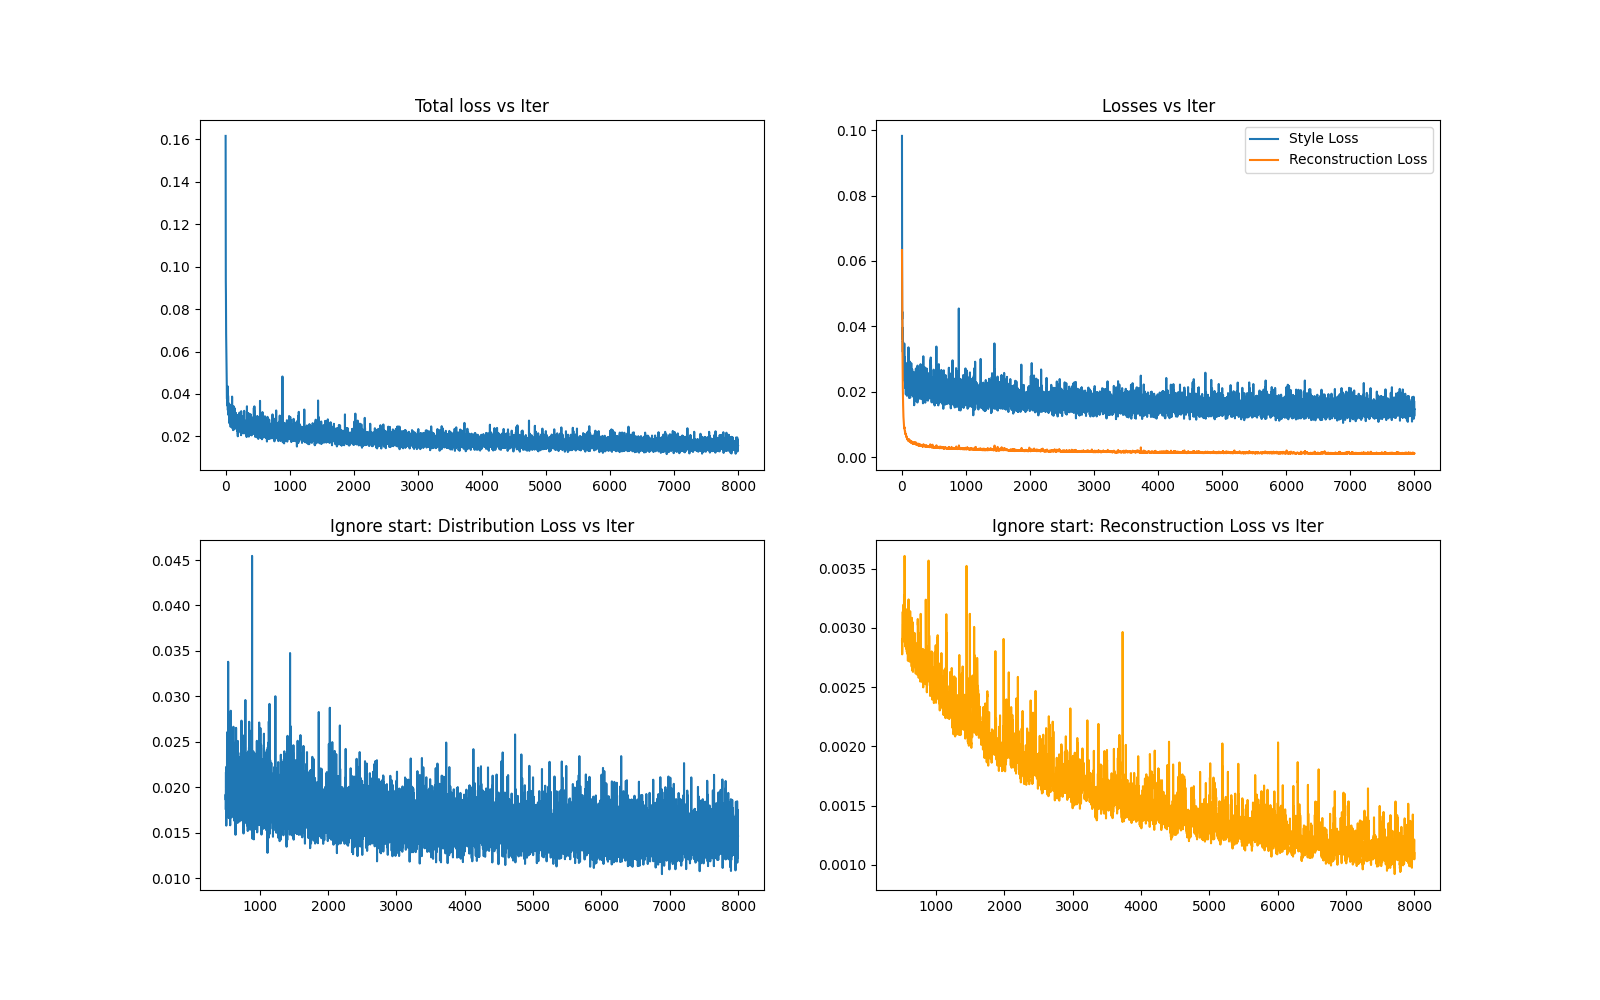 Total loss vs Iter
0.16
0.14
0.12
0.10
0.08
0.06
0.04
0.02
0 1000 2000 3000 4000 5000 6000 7000 8000
Losses vs Iter
0.10
0.08
0.06
0.04
0.02
0.00
Style Loss
Reconstruction Loss
0 1000 2000 3000 4000 5000 6000 7000 8000
Ignore start: Distribution Loss vs Iter
0.045
0.040
0.035
0.030
0.025
0.020
0.015
0.010
1000 2000 3000 4000 5000 6000 7000 8000
Ignore start: Reconstruction Loss vs Iter
0.0035
0.0030
0.0025
0.0020
0.0015
0.0010
1000 2000 3000 4000 5000 6000 7000 8000